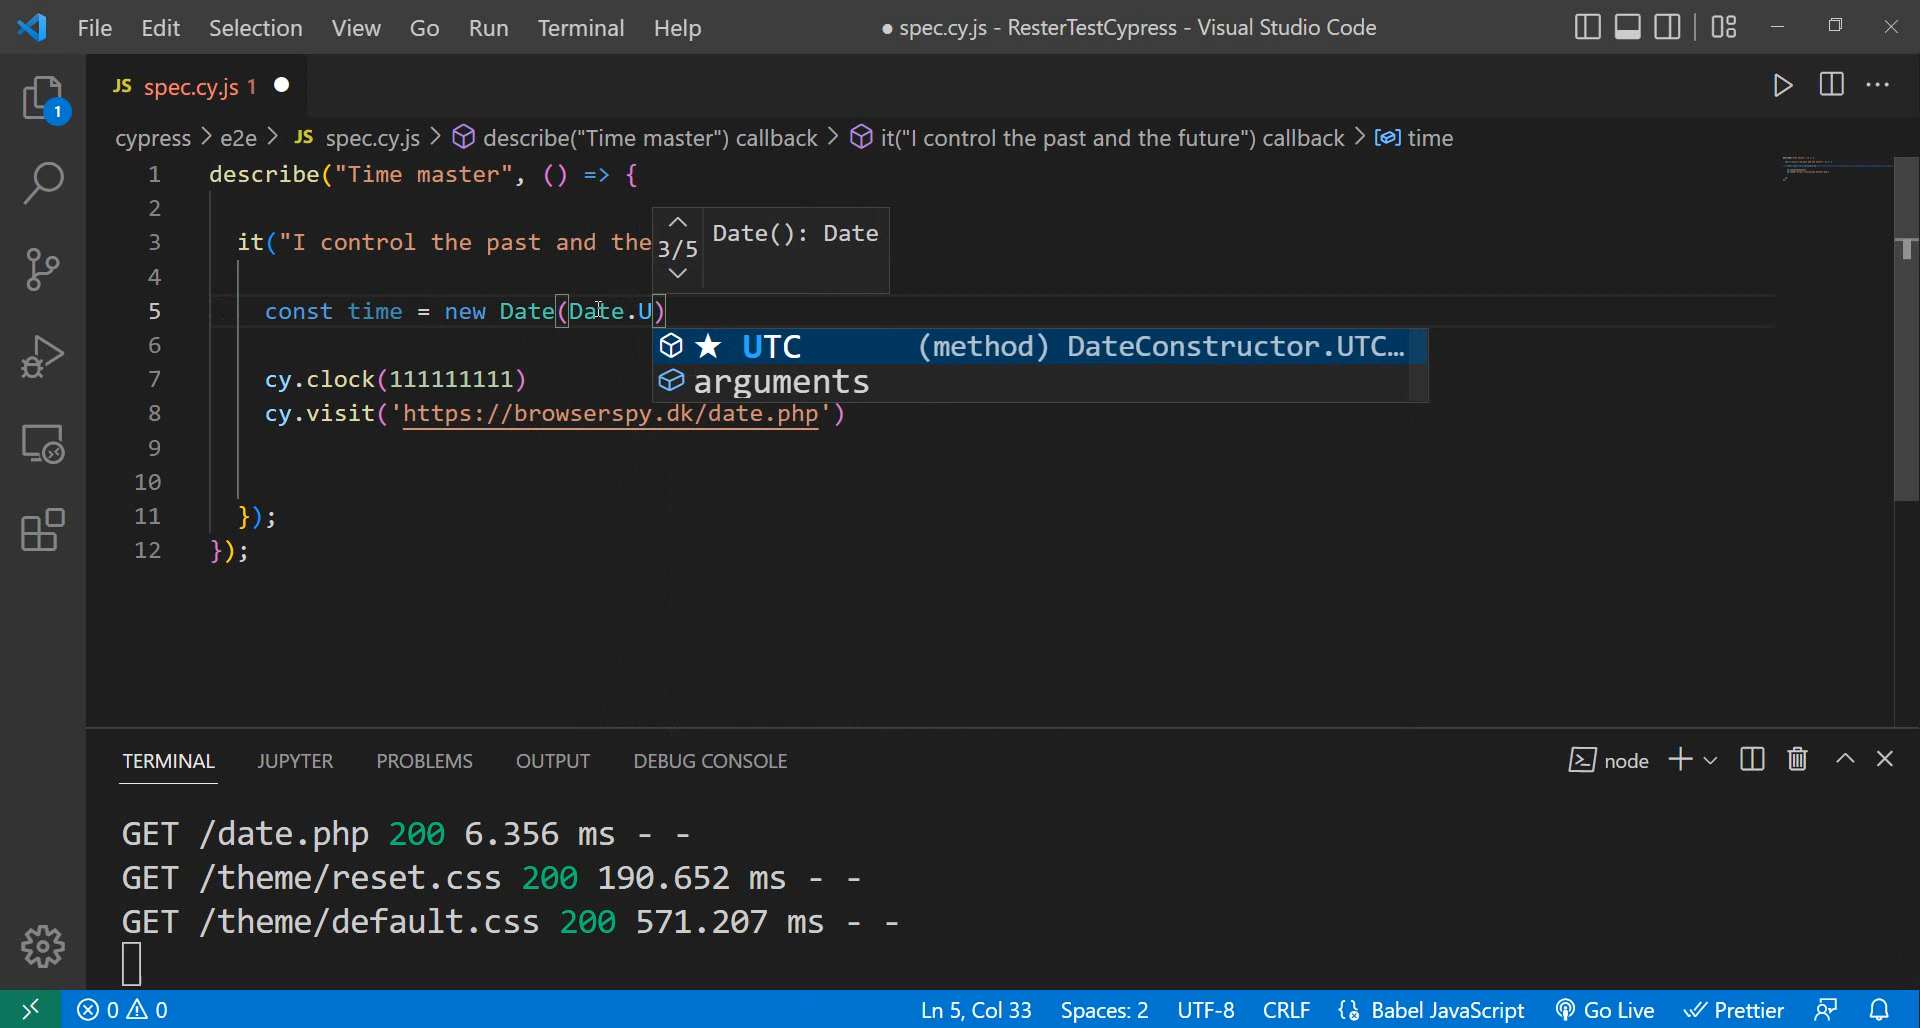 File Edit Selection View Go Run Terminal Help ● spec.cy.js - ResterTestCypress - Visual Studio Code
JS spec.cy.js 1 ●
cypress > e2e > JS spec.cy.js > describe("Time master") callback > it("I control the past and the future") callback > time
1 describe("Time master", () => {
2
3 it("I control the past and the
3/5 Date(): Date
4
5 const time = new Date(Date.U)
6
★ UTC (method) DateConstructor.UTC…
arguments
7 cy.clock(111111111)
8 cy.visit('https://browserspy.dk/date.php')
9
10
11 });
12 });
TERMINAL JUPYTER PROBLEMS OUTPUT DEBUG CONSOLE node
GET /date.php 200 6.356 ms - -
GET /theme/reset.css 200 190.652 ms - -
GET /theme/default.css 200 571.207 ms - -
1
0 0 Ln 5, Col 33 Spaces: 2 UTF-8 CRLF Babel JavaScript Go Live Prettier